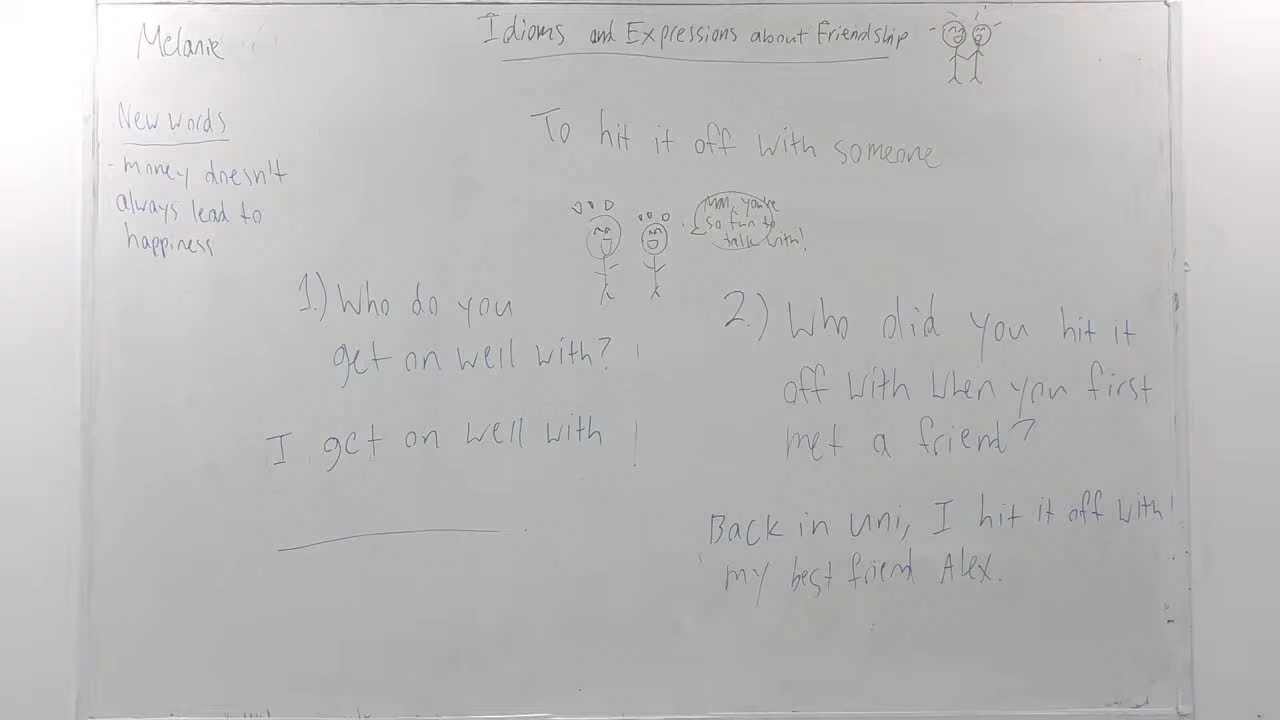 Melanie
Idioms and Expressions about Friendship
New words
- money doesn't
always lead to
happiness
To hit it off with someone
you're
so fun to
talk with!
1.) Who do you
get on well with?
I get on well with
2.) Who did you hit it
off with when you first
met a friend?
Back in uni, I hit it off with
my best friend Alex.